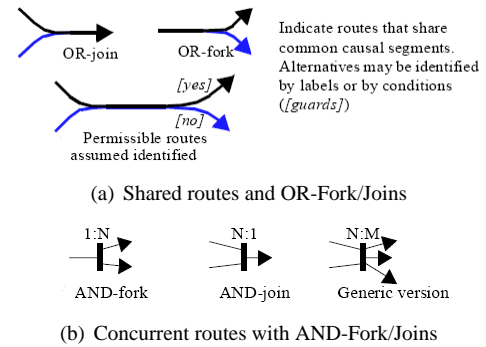 OR-join
OR-fork
Indicate routes that share
common causal segments.
Alternatives may be identified
by labels or by conditions
([guards])
[yes]
[no]
Permissible routes
assumed identified
(a) Shared routes and OR-Fork/Joins
1:N
N:1
N:M
AND-fork
AND-join
Generic version
(b) Concurrent routes with AND-Fork/Joins